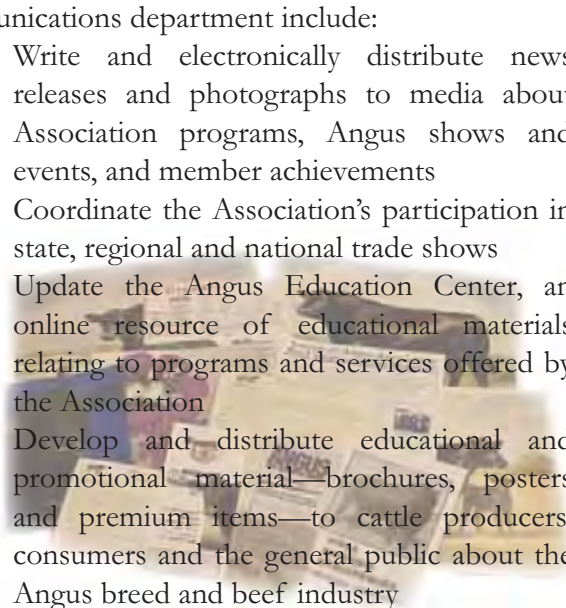 unications department include:
Write and electronically distribute news
releases and photographs to media about
Association programs, Angus shows and
events, and member achievements
Coordinate the Association's participation in
state, regional and national trade shows
Update the Angus Education Center, an
online resource of educational materials
relating to programs and services offered by
the Association
Develop and distribute educational and
promotional material—brochures, posters
and premium items—to cattle producers
consumers and the general public about the
Angus breed and beef industry
ANGUS